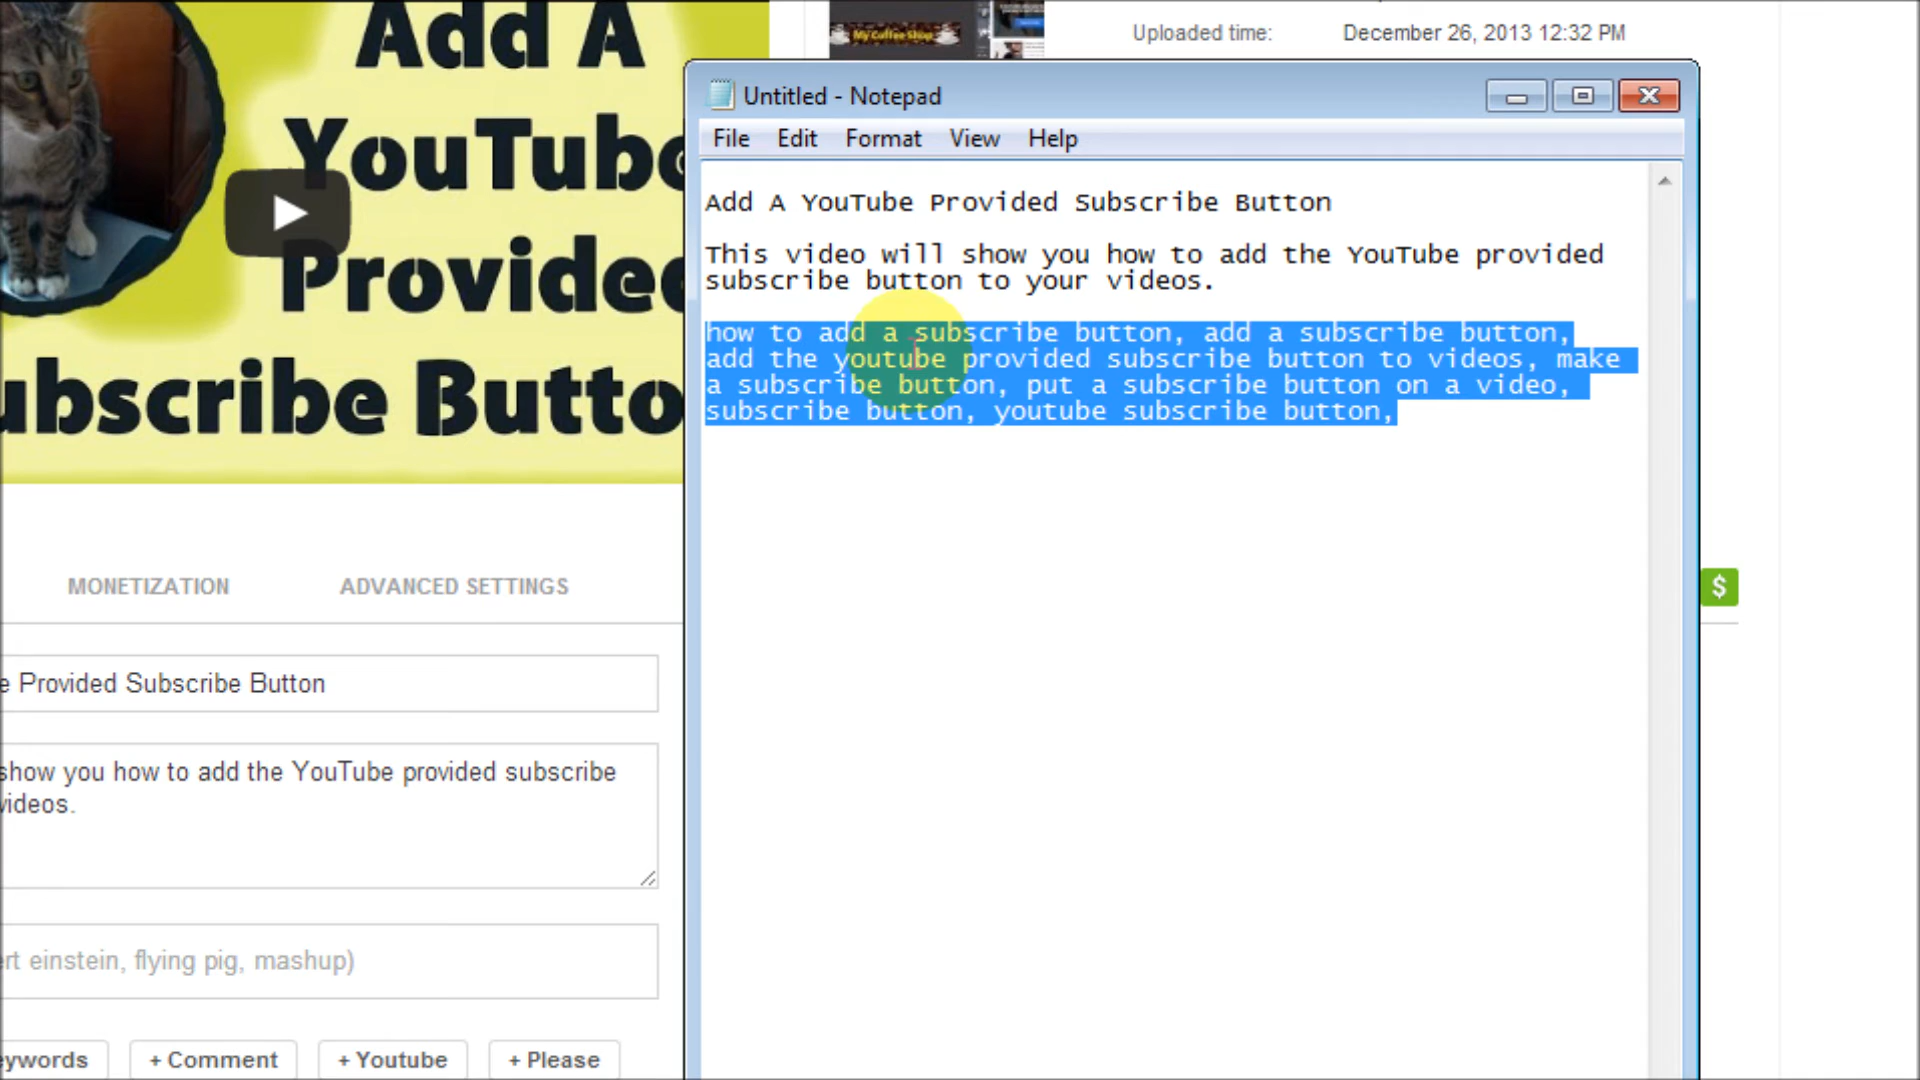 Add A
YouTube
Provided
ubscribe Butto
My Coffee Shop
Uploaded time: December 26, 2013 12:32 PM
Untitled - Notepad
File Edit Format View Help
Add A YouTube Provided Subscribe Button
This video will show you how to add the YouTube provided
subscribe button to your videos.
how to add a subscribe button, add a subscribe button,
add the youtube provided subscribe button to videos, make
a subscribe button, put a subscribe button on a video,
subscribe button, youtube subscribe button,
MONETIZATION
ADVANCED SETTINGS
$
e Provided Subscribe Button
show you how to add the YouTube provided subscribe
videos.
rt einstein, flying pig, mashup)
eywords
+ Comment
+ Youtube
+ Please